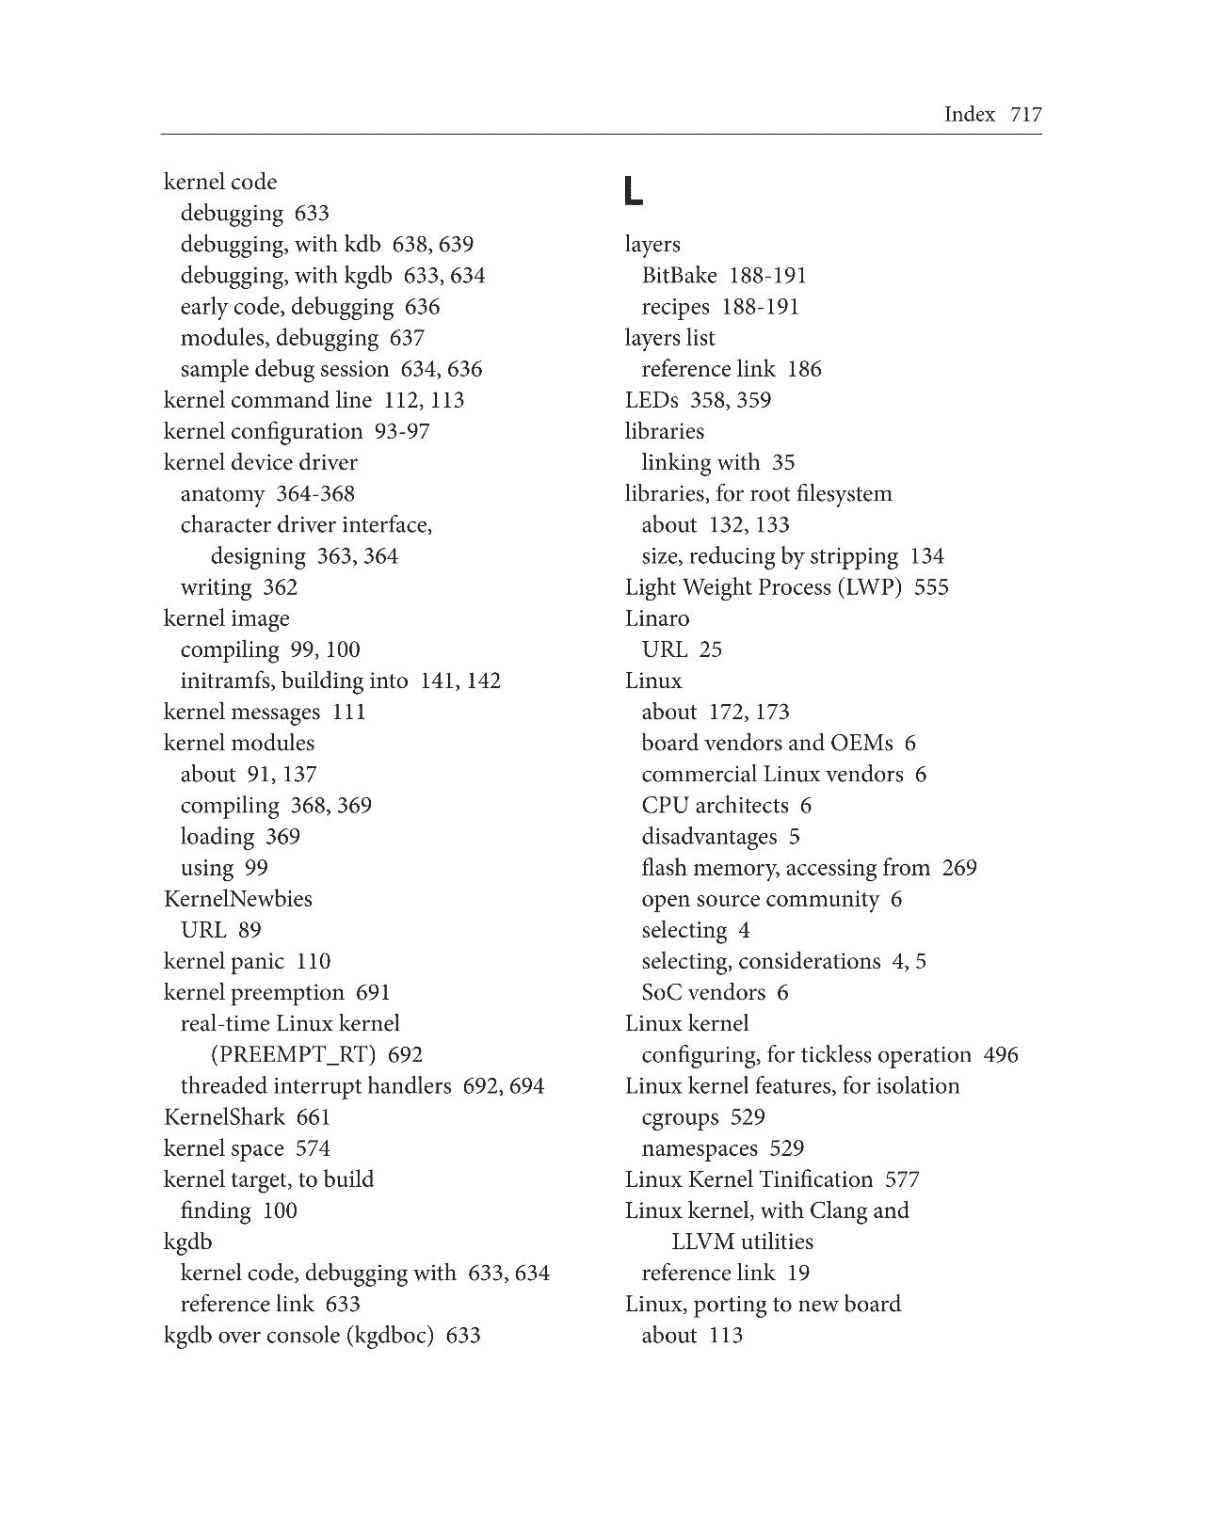 Index 717
kernel code
debugging 633
debugging, with kdb 638, 639
debugging, with kgdb 633, 634
early code, debugging 636
modules, debugging 637
sample debug session 634, 636
kernel command line 112, 113
kernel configuration 93-97
kernel device driver
anatomy 364-368
character driver interface,
designing 363, 364
writing 362
kernel image
compiling 99, 100
initramfs, building into 141, 142
kernel messages 111
kernel modules
about 91, 137
compiling 368, 369
loading 369
using 99
KernelNewbies
URL 89
kernel panic 110
kernel preemption 691
real-time Linux kernel
(PREEMPT_RT) 692
threaded interrupt handlers 692, 694
KernelShark 661
kernel space 574
kernel target, to build
finding 100
kgdb
kernel code, debugging with 633, 634
reference link 633
kgdb over console (kgdboc) 633
L
layers
BitBake 188-191
recipes 188-191
layers list
reference link 186
LEDs 358, 359
libraries
linking with 35
libraries, for root filesystem
about 132, 133
size, reducing by stripping 134
Light Weight Process (LWP) 555
Linaro
URL 25
Linux
about 172, 173
board vendors and OEMs 6
commercial Linux vendors 6
CPU architects 6
disadvantages 5
flash memory, accessing from 269
open source community 6
selecting 4
selecting, considerations 4, 5
SoC vendors 6
Linux kernel
configuring, for tickless operation 496
Linux kernel features, for isolation
cgroups 529
namespaces 529
Linux Kernel Tinification 577
Linux kernel, with Clang and
LLVM utilities
reference link 19
Linux, porting to new board
about 113